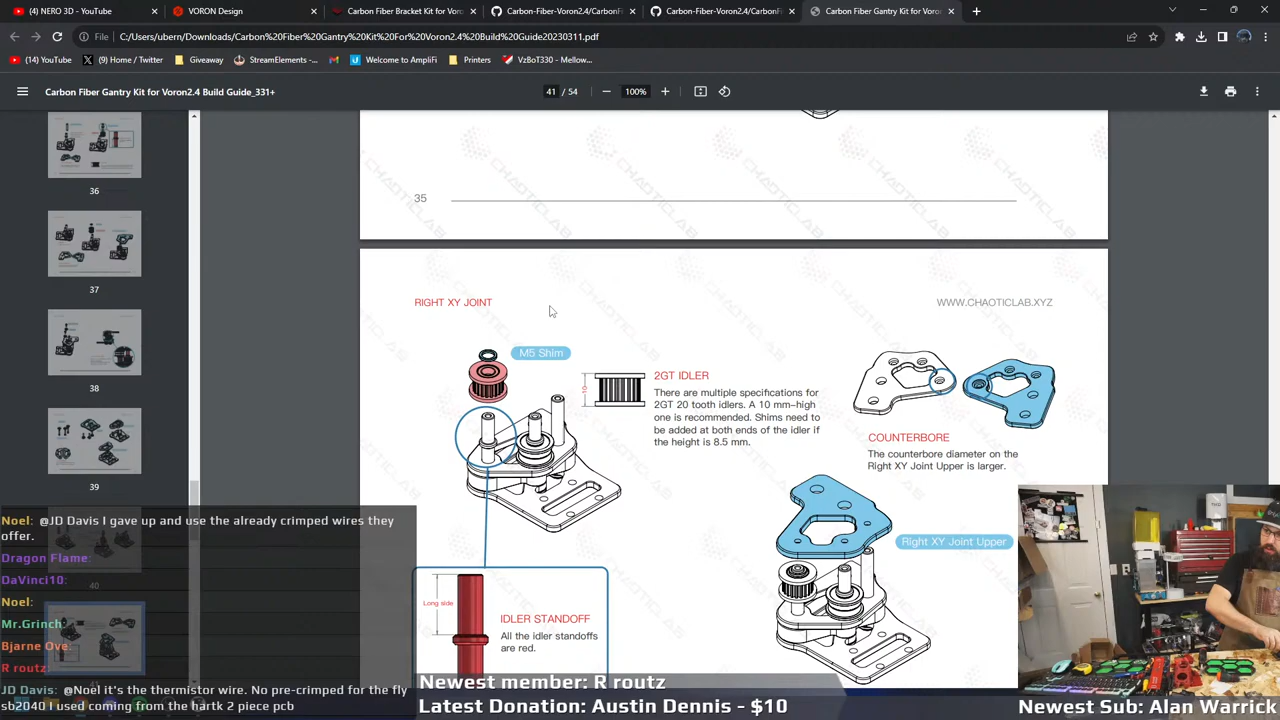 (4) NERO 3D - YouTube
VORON Design
Carbon Fiber Bracket Kit for Voro
Carbon-Fiber-Voron2.4/CarbonFi
Carbon-Fiber-Voron2.4/CarbonFi
Carbon Fiber Gantry Kit for Voron
File
C:/Users/ubern/Downloads/Carbon%20Fiber%20Gantry%20Kit%20For%20Voron2.4%20Build%20Guide20230311.pdf
(14) YouTube
(9) Home / Twitter
Giveaway
StreamElements -...
Welcome to AmpliFi
Printers
VzBoT330 - Mellow...
Carbon Fiber Gantry Kit for Voron2.4 Build Guide_331+
41 / 54
100%
36
37
38
39
40
35
CHAOTICLAB
RIGHT XY JOINT
WWW.CHAOTICLAB.XYZ
M5 Shim
10
2GT IDLER
There are multiple specifications for
2GT 20 tooth idlers. A 10 mm-high
one is recommended. Shims need to
be added at both ends of the idler if
the height is 8.5 mm.
COUNTERBORE
The counterbore diameter on the
Right XY Joint Upper is larger.
Right XY Joint Upper
Long side
IDLER STANDOFF
All the idler standoffs
are red.
Noel: @JD Davis I gave up and use the already crimped wires they
offer.
Dragon Flame:
DaVinci10:
Noel:
Mr.Grinch:
Bjarne Ove:
R routz:
JD Davis: @Noel it's the thermistor wire. No pre-crimped for the fly
sb2040 I used coming from the hartk 2 piece pcb
Newest member: R routz
Latest Donation: Austin Dennis - $10
Newest Sub: Alan Warrick